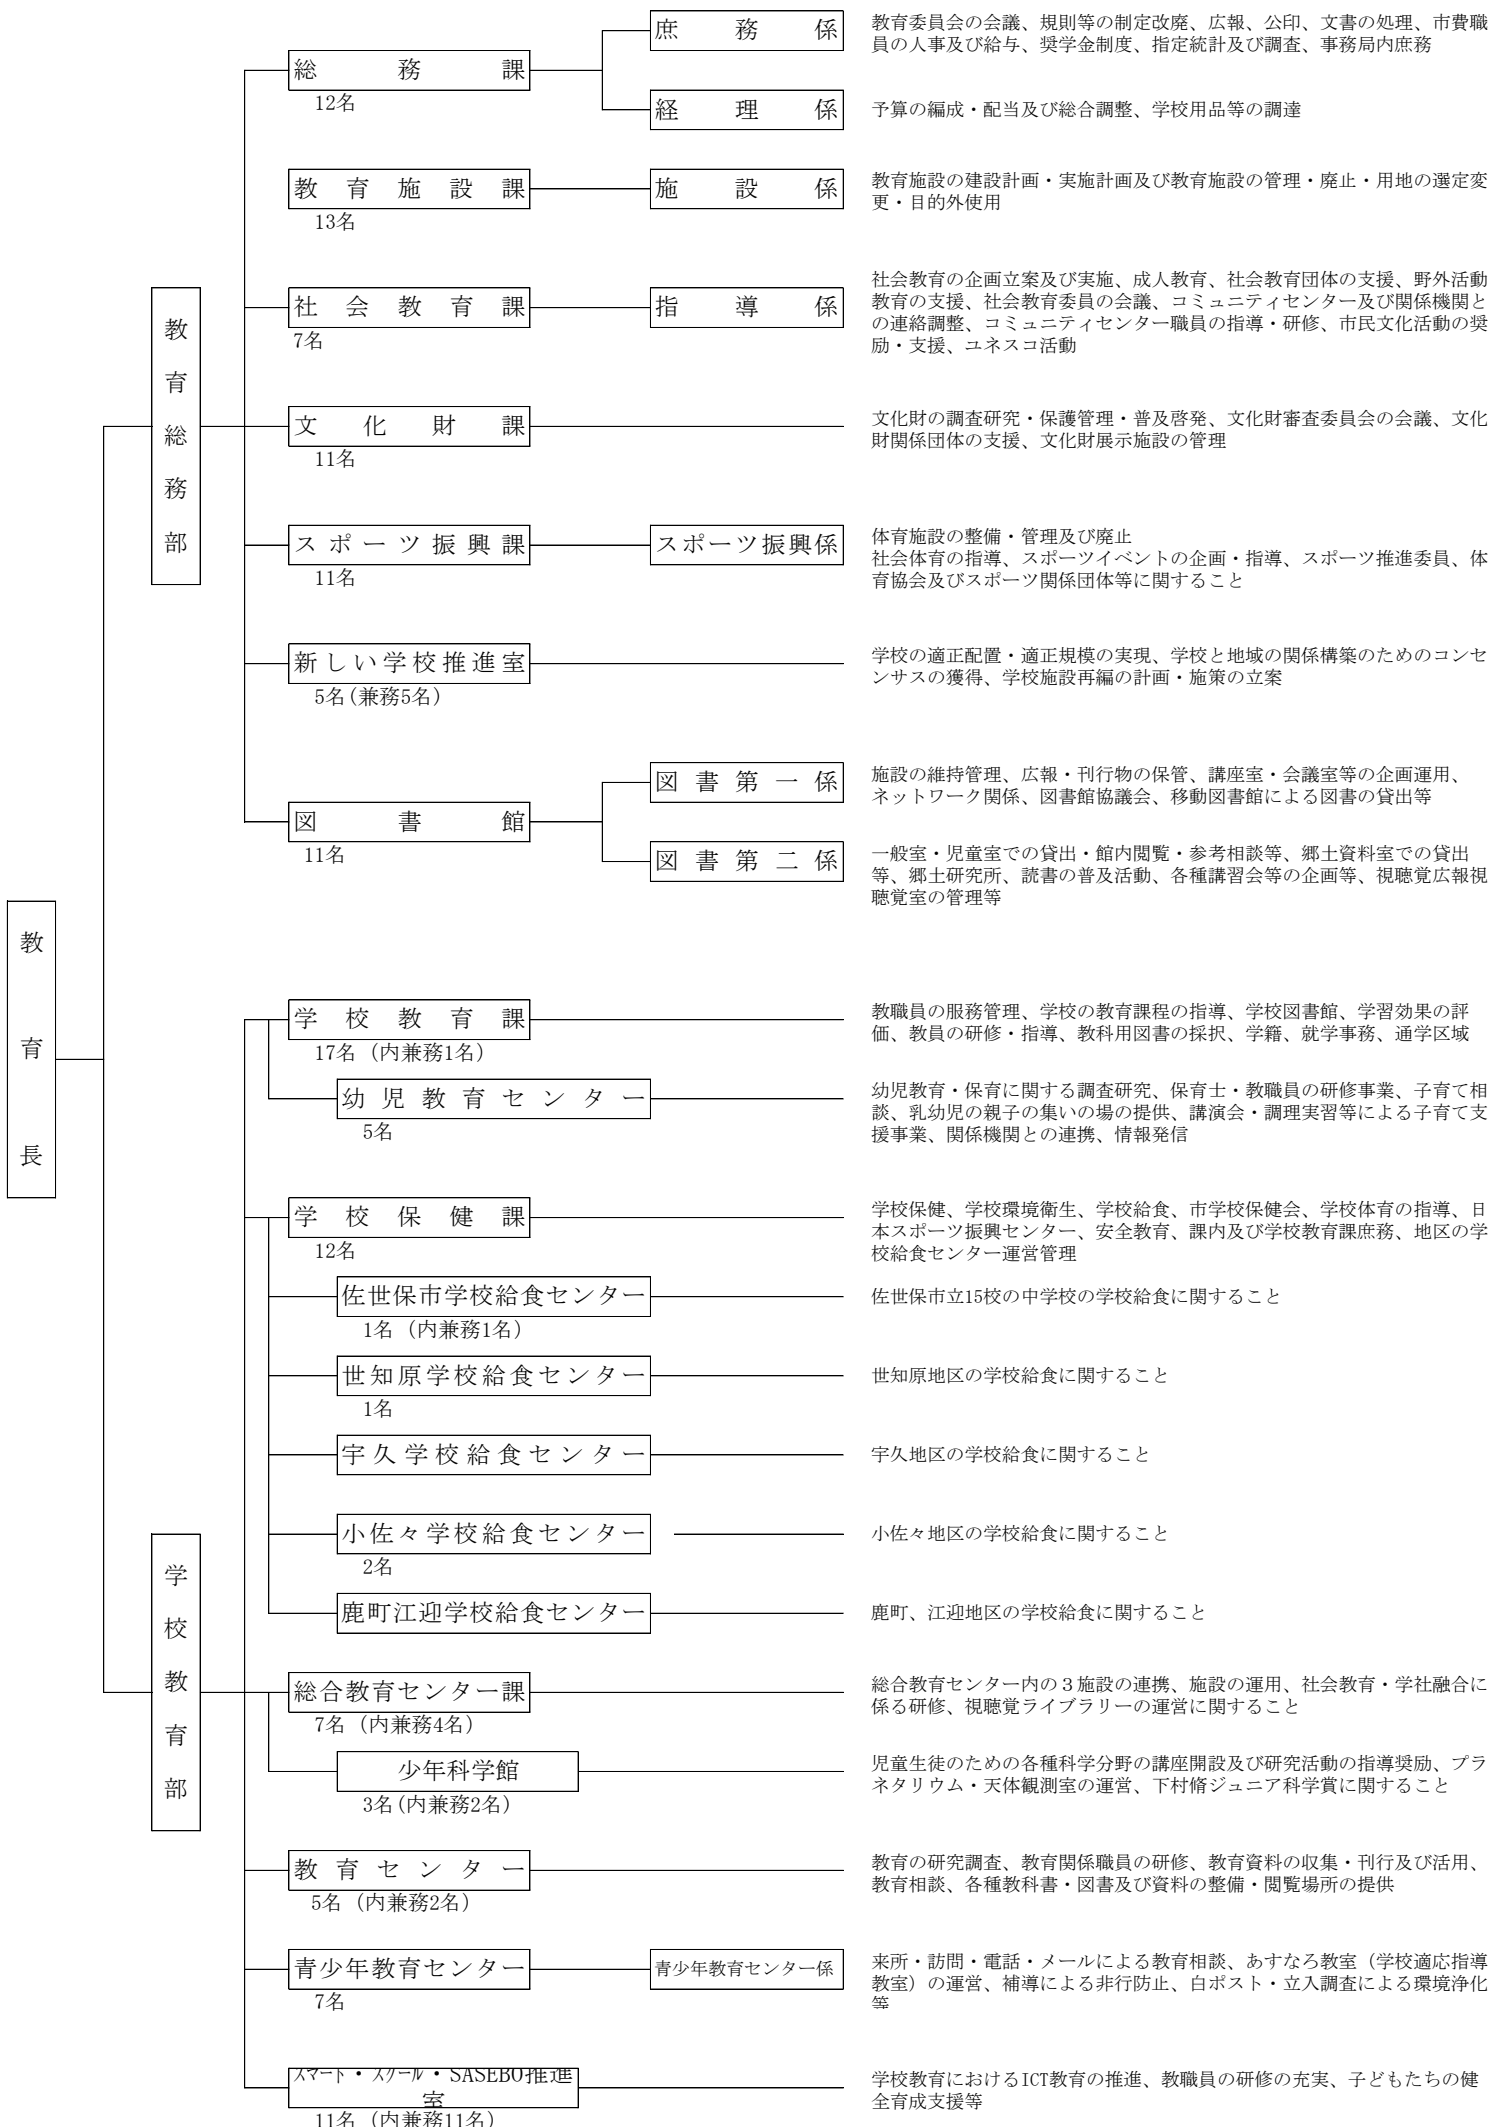 教育長
教育総務部
総務課
12名
庶務係
教育委員会の会議、規則等の制定改廃、広報、公印、文書の処理、市費職
員の人事及び給与、奨学金制度、指定統計及び調査、事務局内庶務
経理係
予算の編成・配当及び総合調整、学校用品等の調達
教育施設課
13名
施設係
教育施設の建設計画・実施計画及び教育施設の管理・廃止・用地の選定変
更・目的外使用
社会教育課
7名
指導係
社会教育の企画立案及び実施、成人教育、社会教育団体の支援、野外活動
教育の支援、社会教育委員の会議、コミュニティセンター及び関係機関と
の連絡調整、コミュニティセンター職員の指導・研修、市民文化活動の奨
励・支援、ユネスコ活動
文化財課
11名
文化財の調査研究・保護管理・普及啓発、文化財審査委員会の会議、文化
財関係団体の支援、文化財展示施設の管理
スポーツ振興課
11名
スポーツ振興係
体育施設の整備・管理及び廃止
社会体育の指導、スポーツイベントの企画・指導、スポーツ推進委員、体
育協会及びスポーツ関係団体等に関すること
新しい学校推進室
5名(兼務5名)
学校の適正配置・適正規模の実現、学校と地域の関係構築のためのコンセ
ンサスの獲得、学校施設再編の計画・施策の立案
図書館
11名
図書第一係
施設の維持管理、広報・刊行物の保管、講座室・会議室等の企画運用、
ネットワーク関係、図書館協議会、移動図書館による図書の貸出等
図書第二係
一般室・児童室での貸出・館内閲覧・参考相談等、郷土資料室での貸出
等、郷土研究所、読書の普及活動、各種講習会等の企画等、視聴覚広報視
聴覚室の管理等
学校教育部
学校教育課
17名（内兼務1名）
教職員の服務管理、学校の教育課程の指導、学校図書館、学習効果の評
価、教員の研修・指導、教科用図書の採択、学籍、就学事務、通学区域
幼児教育センター
5名
幼児教育・保育に関する調査研究、保育士・教職員の研修事業、子育て相
談、乳幼児の親子の集いの場の提供、講演会・調理実習等による子育て支
援事業、関係機関との連携、情報発信
学校保健課
12名
学校保健、学校環境衛生、学校給食、市学校保健会、学校体育の指導、日
本スポーツ振興センター、安全教育、課内及び学校教育課庶務、地区の学
校給食センター運営管理
佐世保市学校給食センター
1名（内兼務1名）
佐世保市立15校の中学校の学校給食に関すること
世知原学校給食センター
1名
世知原地区の学校給食に関すること
宇久学校給食センター
宇久地区の学校給食に関すること
小佐々学校給食センター
2名
小佐々地区の学校給食に関すること
鹿町江迎学校給食センター
鹿町、江迎地区の学校給食に関すること
総合教育センター課
7名（内兼務4名）
総合教育センター内の３施設の連携、施設の運用、社会教育・学社融合に
係る研修、視聴覚ライブラリーの運営に関すること
少年科学館
3名(内兼務2名)
児童生徒のための各種科学分野の講座開設及び研究活動の指導奨励、プラ
ネタリウム・天体観測室の運営、下村脩ジュニア科学賞に関すること
教育センター
5名（内兼務2名）
教育の研究調査、教育関係職員の研修、教育資料の収集・刊行及び活用、
教育相談、各種教科書・図書及び資料の整備・閲覧場所の提供
青少年教育センター
7名
青少年教育センター係
来所・訪問・電話・メールによる教育相談、あすなろ教室（学校適応指導
教室）の運営、補導による非行防止、白ポスト・立入調査による環境浄化
等
ｽﾏｰﾄ・ｽｸｰﾙ・SASEBO推進
室
11名（内兼務11名）
学校教育におけるICT教育の推進、教職員の研修の充実、子どもたちの健
全育成支援等